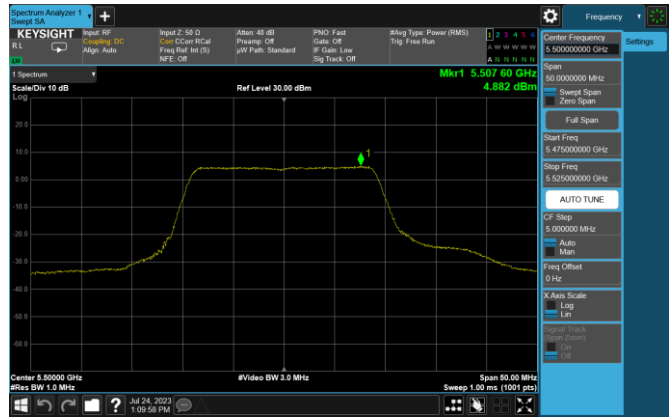 Spectrum Analyzer 1
Swept SA
+
Frequency
KEYSIGHT
RL
Input: RF
Coupling: DC
Align: Auto
Input Z: 50 Ω
Corr CCorr RCal
Freq Ref: Int (S)
NFE: Off
Atten: 40 dB
Preamp: Off
µW Path: Standard
PNO: Fast
Gate: Off
IF Gain: Low
Sig Track: Off
#Avg Type: Power (RMS)
Trig: Free Run
1 2 3 4 5 6
A W W W W W
A N N N N N
1 Spectrum
Scale/Div 10 dB
Log
Ref Level 30.00 dBm
Mkr1 5.507 60 GHz
4.882 dBm
20.0
10.0
0.00
-10.0
-20.0
-30.0
-40.0
-50.0
-60.0
1
Center 5.50000 GHz
#Res BW 1.0 MHz
#Video BW 3.0 MHz
Span 50.00 MHz
Sweep 1.00 ms (1001 pts)
Center Frequency
5.500000000 GHz
Settings
Span
50.0000000 MHz
Swept Span
Zero Span
Full Span
Start Freq
5.475000000 GHz
Stop Freq
5.525000000 GHz
AUTO TUNE
CF Step
5.000000 MHz
Auto
Man
Freq Offset
0 Hz
X Axis Scale
Log
Lin
Signal Track
(Span Zoom)
On
Off
?
Jul 24, 2023
1:09:58 PM